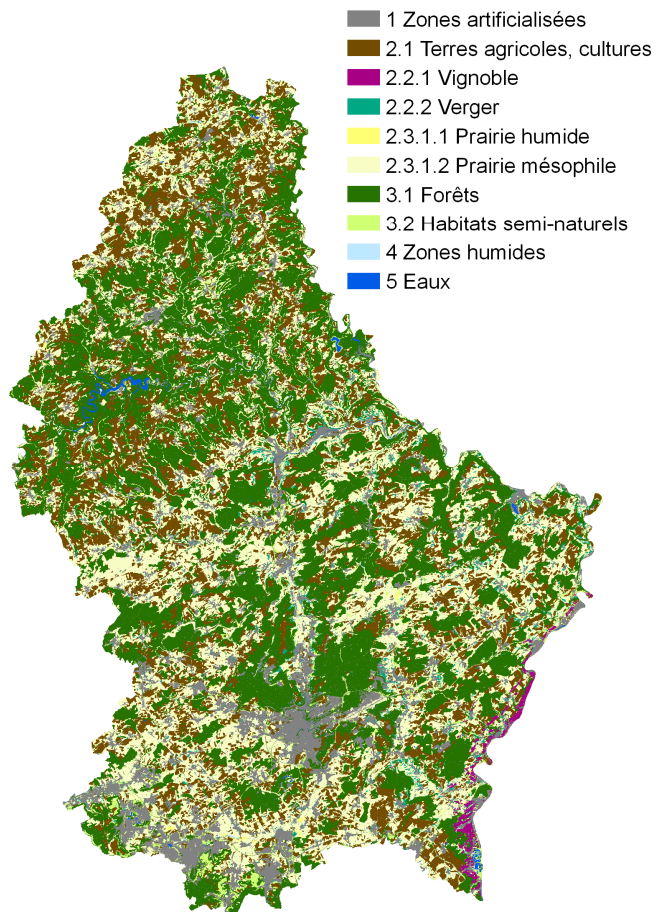 1 Zones artificialisées
2.1 Terres agricoles, cultures
2.2.1 Vignoble
2.2.2 Verger
2.3.1.1 Prairie humide
2.3.1.2 Prairie mésophile
3.1 Forêts
3.2 Habitats semi-naturels
4 Zones humides
5 Eaux